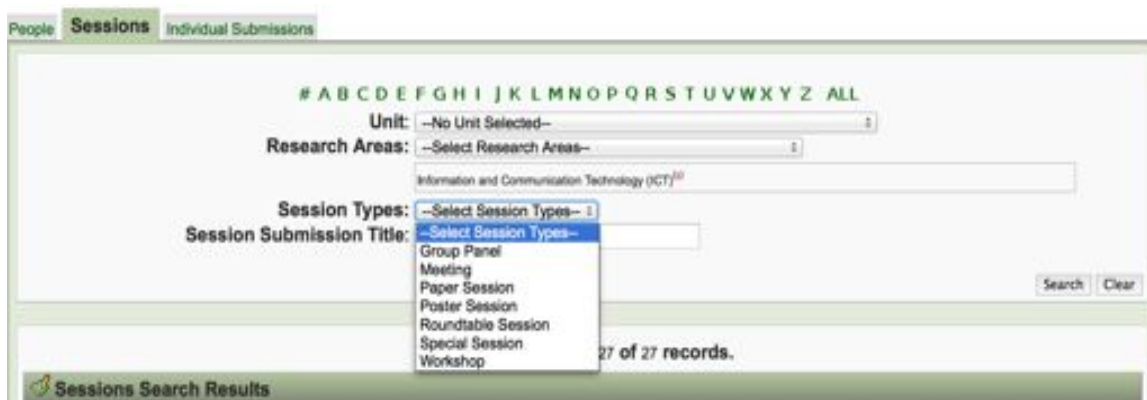 People Sessions Individual Submissions
# A B C D E F G H I J K L M N O P Q R S T U V W X Y Z ALL
Unit: --No Unit Selected--
Research Areas: --Select Research Areas--
Information and Communication Technology (ICT)
Session Types: --Select Session Types--
Session Submission Title: --Select Session Types--
Group Panel
Meeting
Paper Session
Search Clear
Poster Session
Roundtable Session
Special Session
27 of 27 records.
Workshop
Sessions Search Results